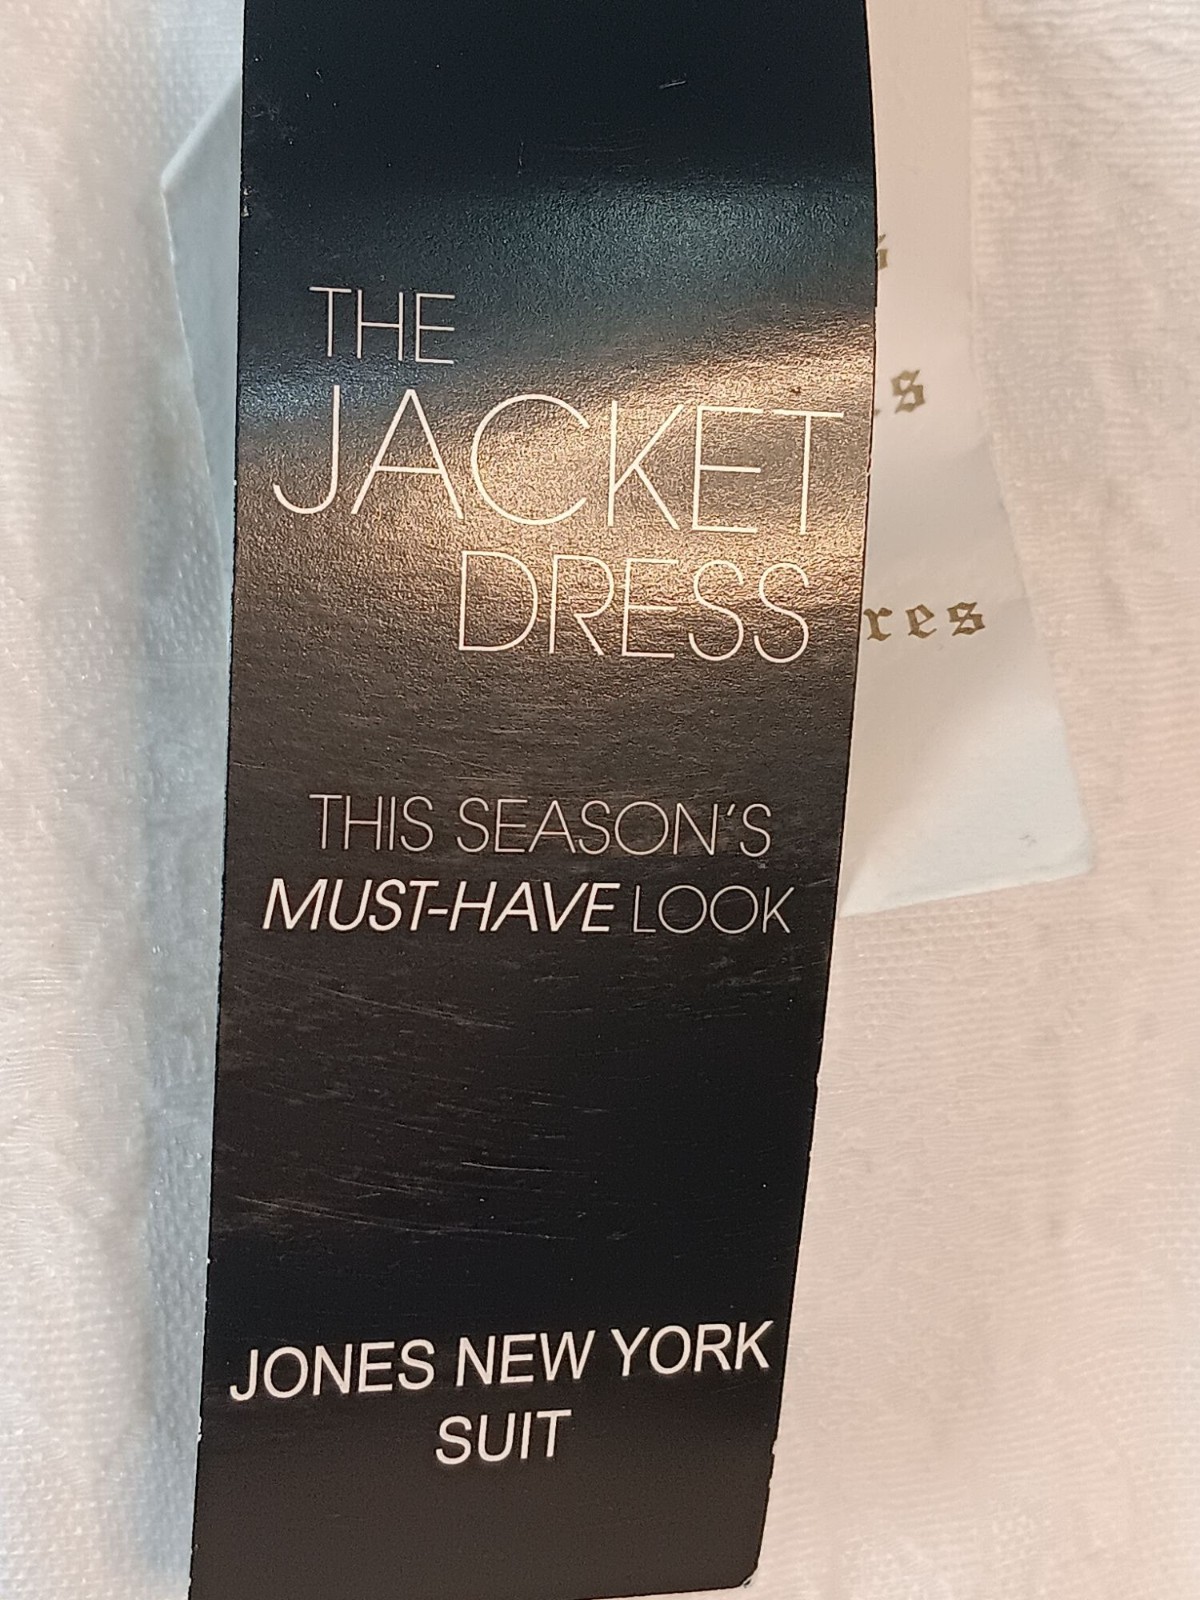 THE
JACKET
DRESS
THIS SEASON'S
MUST-HAVE LOOK
JONES NEW YORK
SUIT